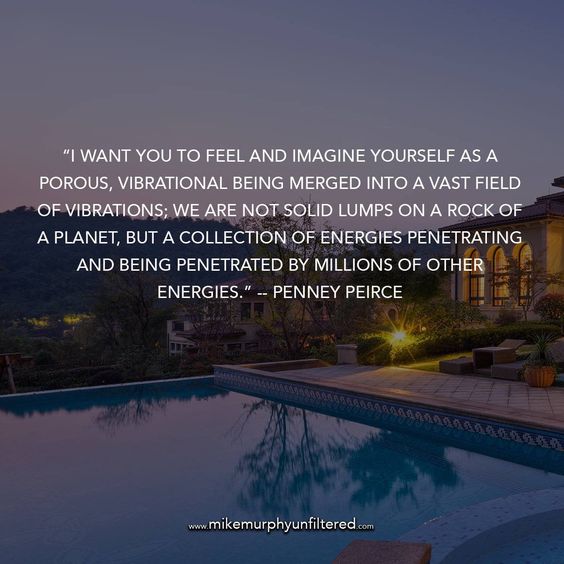 “I WANT YOU TO FEEL AND IMAGINE YOURSELF AS A
POROUS, VIBRATIONAL BEING MERGED INTO A VAST FIELD
OF VIBRATIONS; WE ARE NOT SOLID LUMPS ON A ROCK OF
A PLANET, BUT A COLLECTION OF ENERGIES PENETRATING
AND BEING PENETRATED BY MILLIONS OF OTHER
ENERGIES.” -- PENNEY PEIRCE
www.mikemurphyunfiltered.com